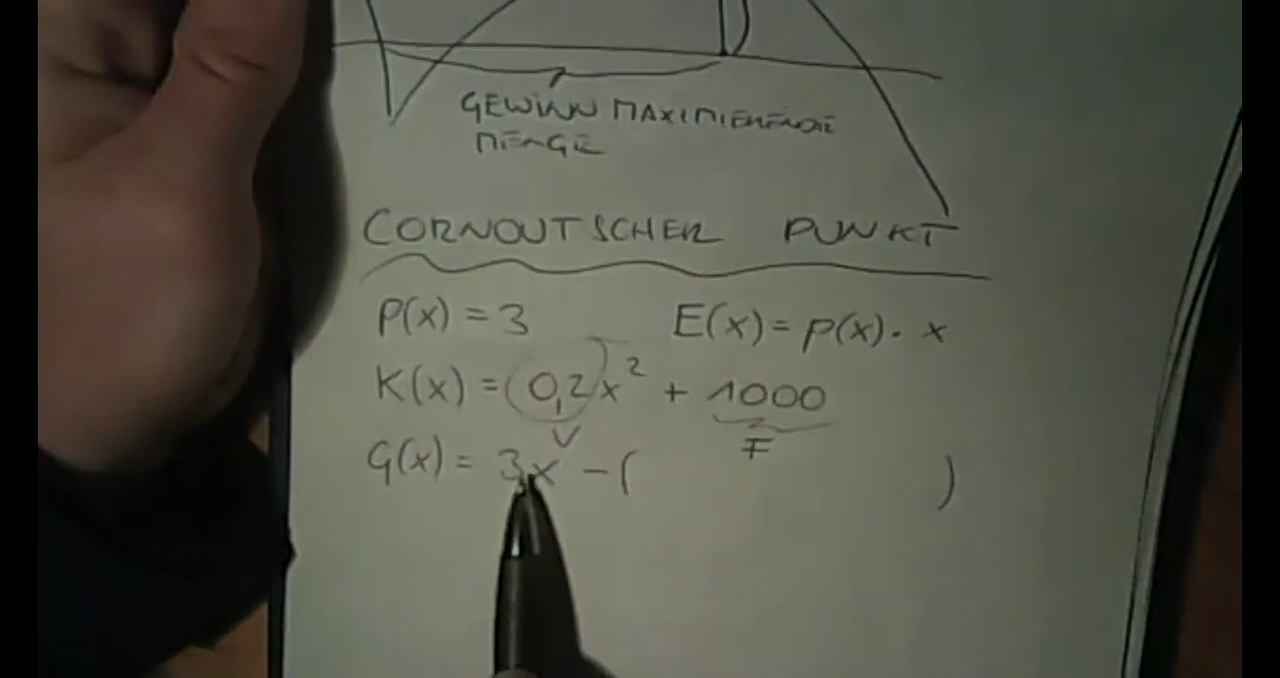 GEWINN MAXIMIERENDE
MENGE
CORNOUTSCHER PUNKT
P(x) = 3 E(x) = p(x) · x
K(x) = 0,2x² + 1000
V F
G(x) = 3x - ( )